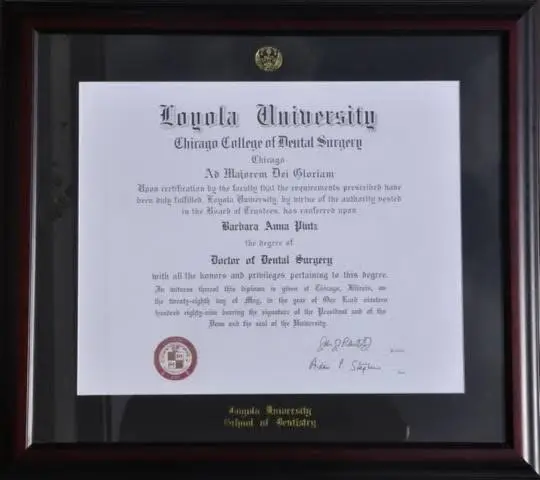 Loyola University
Chicago College of Dental Surgery
Chicago
Ad Majorem Dei Gloriam
Upon certification by the faculty that the requirements prescribed have
been duly fulfilled, Loyola University, by virtue of the authority vested
in the Board of Trustees, has conferred upon
Barbara Anna Plutz
the degree of
Doctor of Dental Surgery
with all the honors and privileges pertaining to this degree.
In witness thereof this diploma is given at Chicago, Illinois, on
the twenty-eighth day of May, in the year of Our Lord nineteen
hundred eighty-nine bearing the signature of the President and of the
Dean and the seal of the University.
Loyola University
School of Dentistry